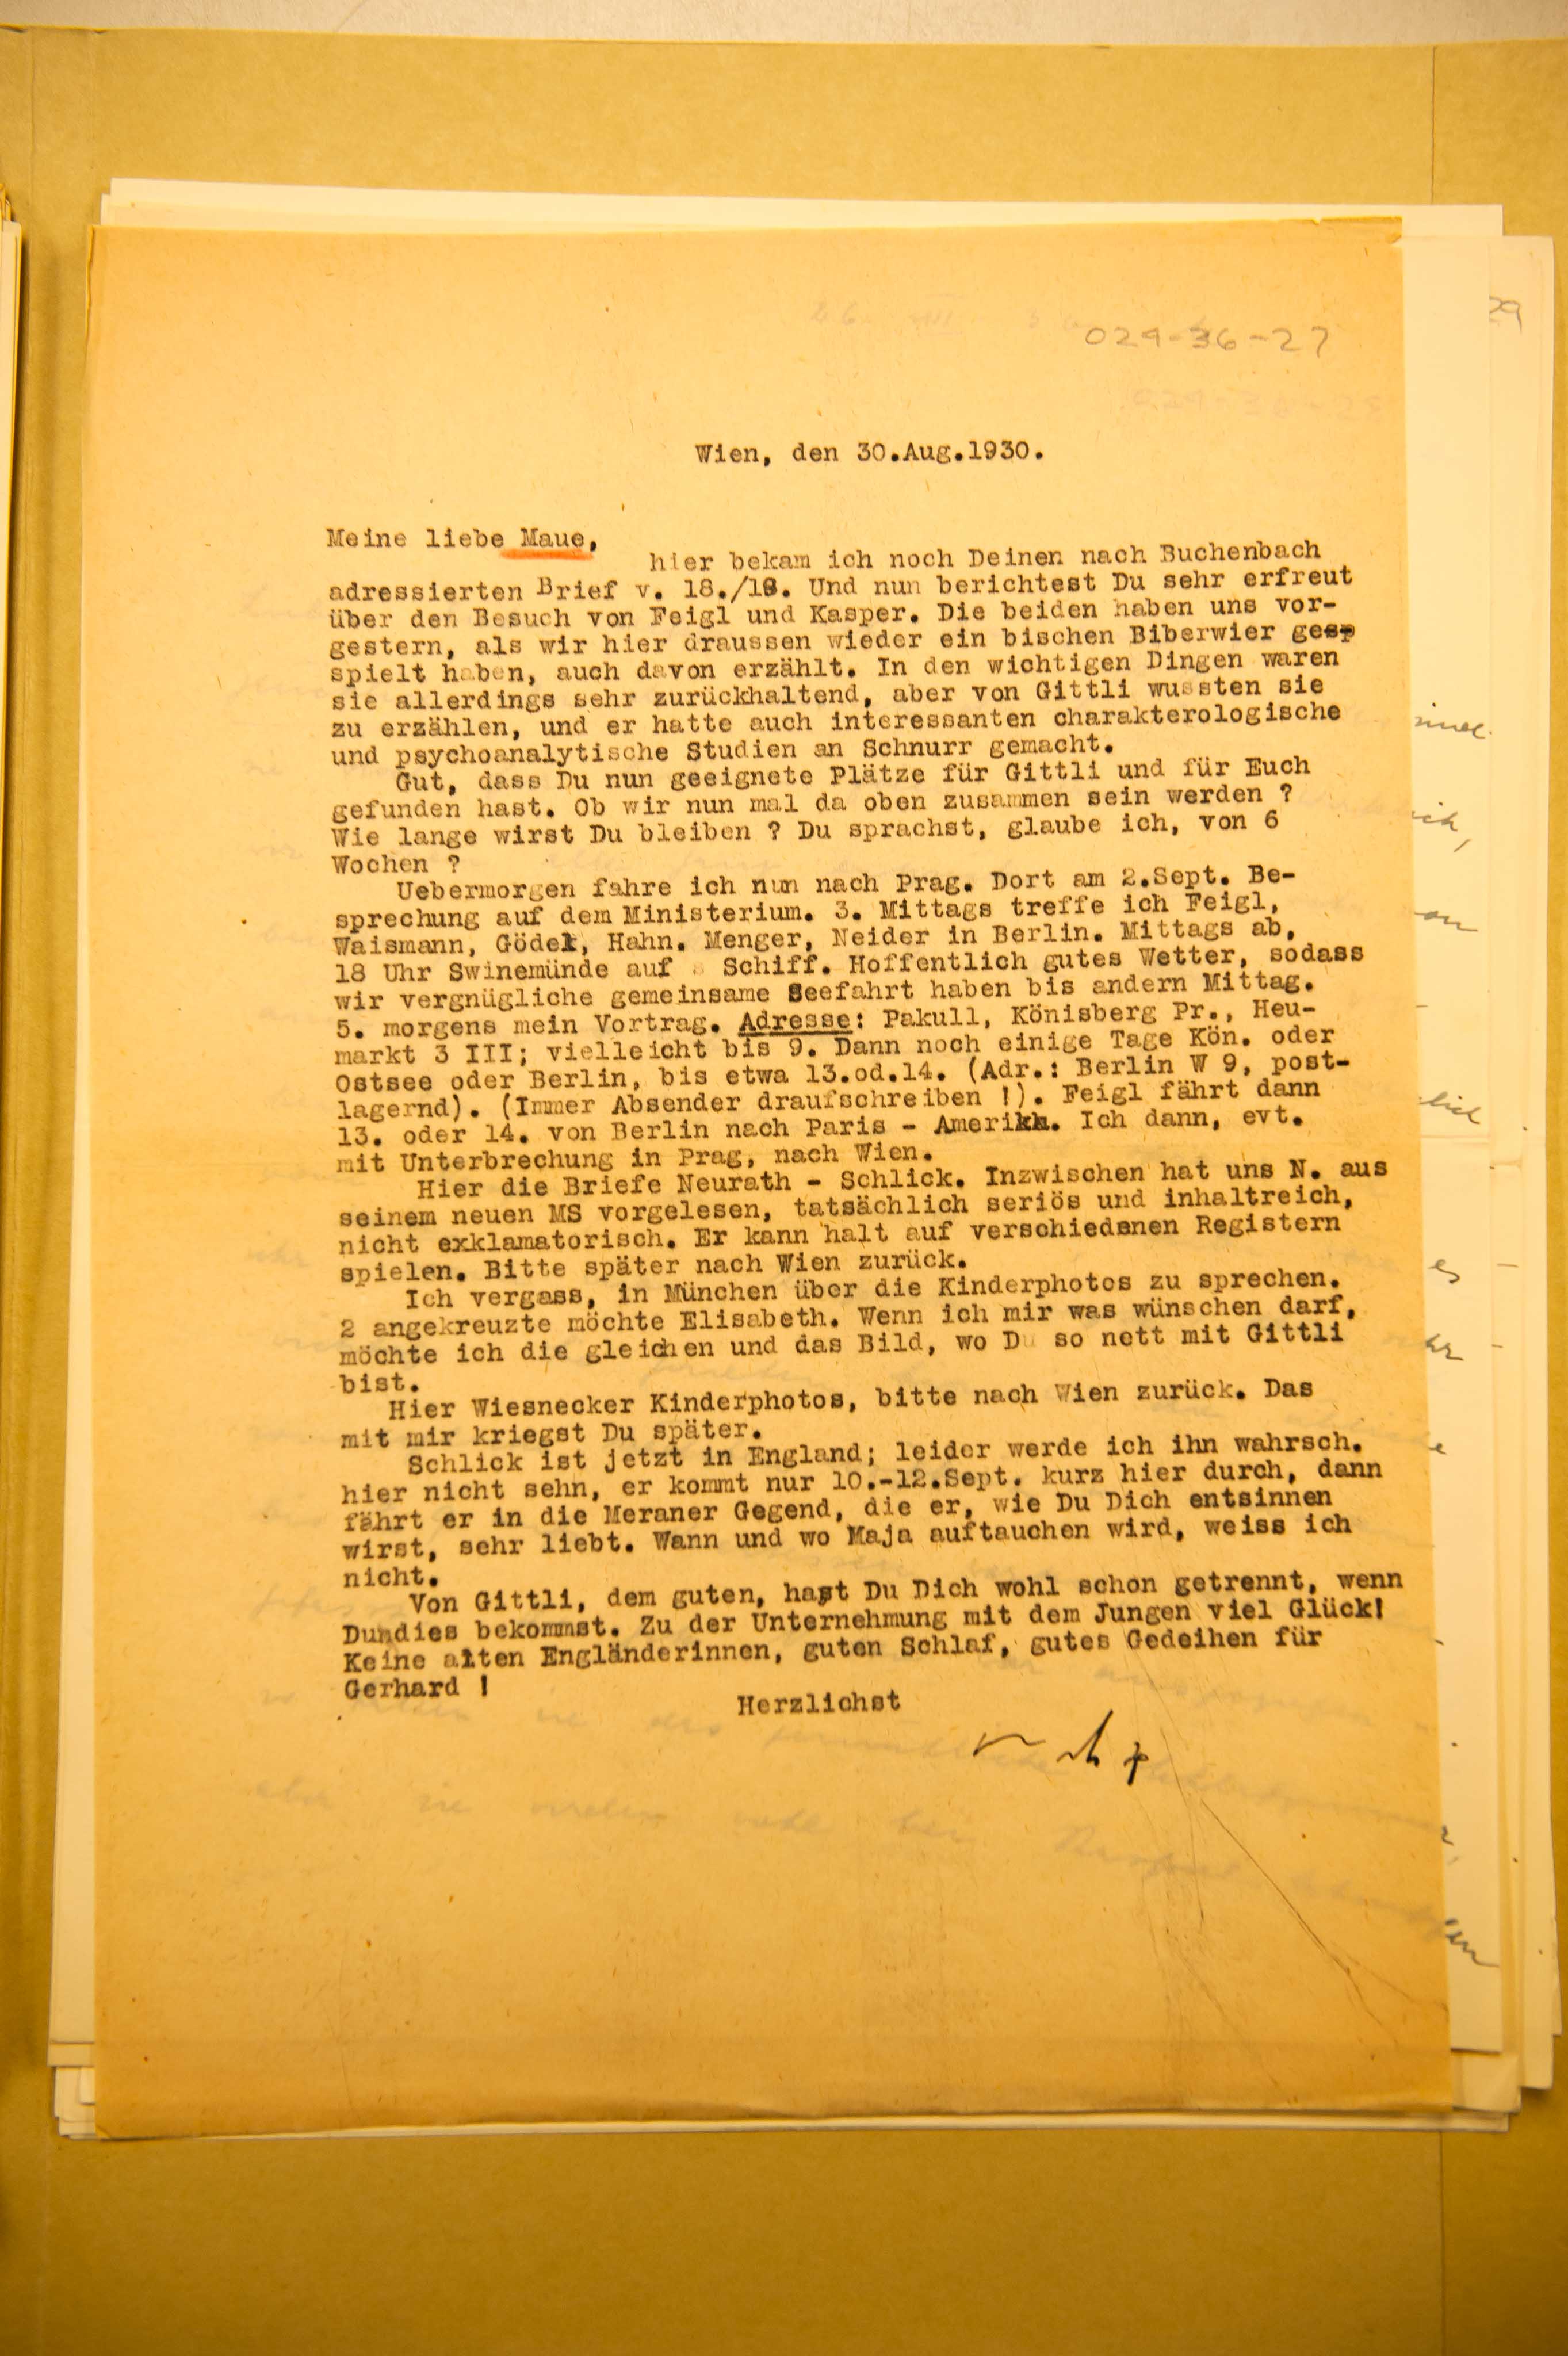 29
024-36-27
Wien, den 30.Aug.1930.
Meine liebe Maue,
hier bekam ich noch Deinen nach Buchenbach
adressierten Brief v. 18./19. Und nun berichtest Du sehr erfreut
über den Besuch von Feigl und Kasper. Die beiden haben uns vor-
gestern, als wir hier draussen wieder ein bischen Biberwier gesp
spielt haben, auch davon erzählt. In den wichtigen Dingen waren
sie allerdings sehr zurückhaltend, aber von Gittli wussten sie
zu erzählen, und er hatte auch interessanten charakterologische
und psychoanalytische Studien an Schnurr gemacht.
Gut, dass Du nun geeignete Plätze für Gittli und für Euch
gefunden hast. Ob wir nun mal da oben zusammen sein werden ?
Wie lange wirst Du bleiben ? Du sprachst, glaube ich, von 6
Wochen ?
Uebermorgen fahre ich nun nach Prag. Dort am 2.Sept. Be-
sprechung auf dem Ministerium. 3. Mittags treffe ich Feigl,
Waismann, Gödel, Hahn. Menger, Neider in Berlin. Mittags ab,
18 Uhr Swinemünde auf s Schiff. Hoffentlich gutes Wetter, sodass
wir vergnügliche gemeinsame Seefahrt haben bis andern Mittag.
5. morgens mein Vortrag. Adresse: Pakull, Könisberg Pr., Heu-
markt 3 III; vielleicht bis 9. Dann noch einige Tage Kön. oder
Ostsee oder Berlin, bis etwa 13.od.14. (Adr.: Berlin W 9, post-
lagernd). (Immer Absender draufschreiben !). Feigl fährt dann
13. oder 14. von Berlin nach Paris - Amerika. Ich dann, evt.
mit Unterbrechung in Prag, nach Wien.
Hier die Briefe Neurath - Schlick. Inzwischen hat uns N. aus
seinem neuen MS vorgelesen, tatsächlich seriös und inhaltreich,
nicht exklamatorisch. Er kann halt auf verschiedenen Registern
spielen. Bitte später nach Wien zurück.
Ich vergass, in München über die Kinderphotos zu sprechen.
2 angekreuzte möchte Elisabeth. Wenn ich mir was wünschen darf,
möchte ich die gleichen und das Bild, wo Du so nett mit Gittli
bist.
Hier Wiesnecker Kinderphotos, bitte nach Wien zurück. Das
mit mir kriegst Du später.
Schlick ist jetzt in England; leider werde ich ihn wahrsch.
hier nicht sehn, er kommt nur 10.-12.Sept. kurz hier durch, dann
fährt er in die Meraner Gegend, die er, wie Du Dich entsinnen
wirst, sehr liebt. Wann und wo Maja auftauchen wird, weiss ich
nicht.
Von Gittli, dem guten, hast Du Dich wohl schon getrennt, wenn
Du dies bekommst. Zu der Unternehmung mit dem Jungen viel Glück!
Keine alten Engländerinnen, guten Schlaf, gutes Gedeihen für
Gerhard !
Herzlichst